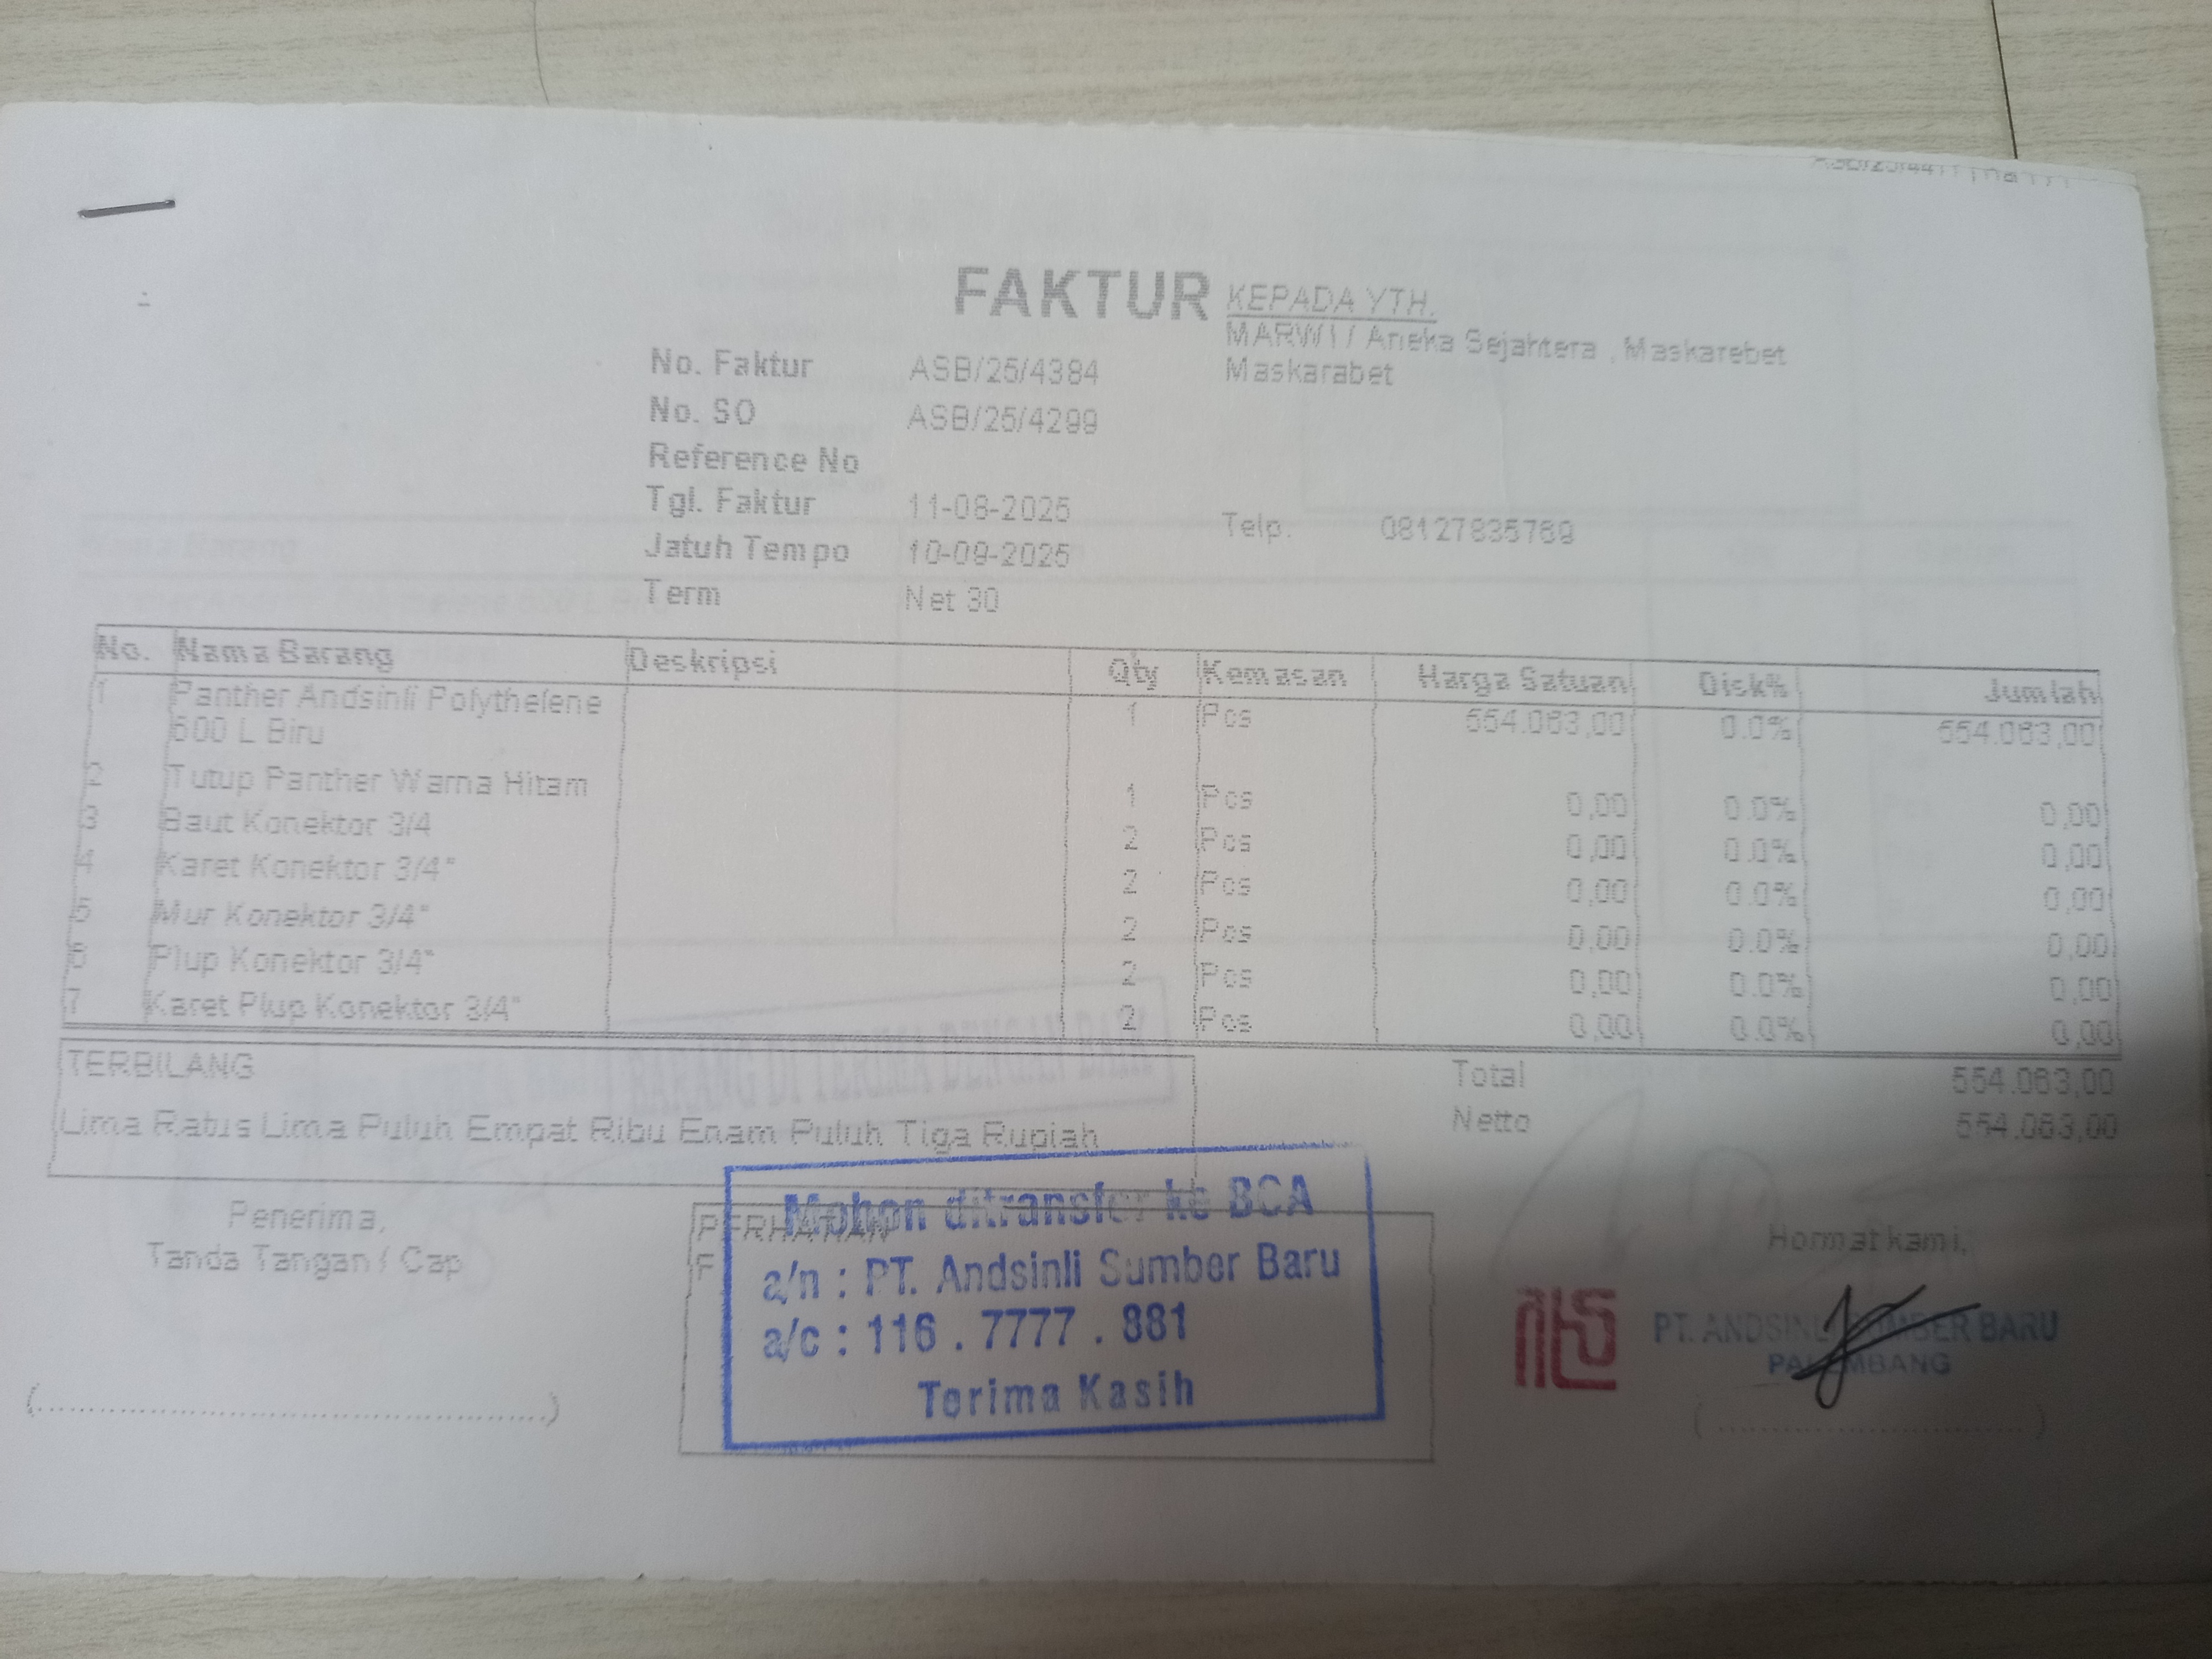 FAKTUR
KEPADA YTH.
MARWI / Aneka Sejahtera , Maskarebet
Maskarabet
No. Faktur ASB/25/4384
No. SO ASB/25/4299
Reference No
Tgl. Faktur 11-08-2025
Jatuh Tempo 10-09-2025
Term Net 30
Telp. 08127835769
No. Nama Barang Deskripsi Qty Kemasan Harga Satuan Disk% Jumlah
1 Panther Andsinli Polythelene 1 Pcs 554.063,00 0.0% 554.063,00
600 L Biru
2 Tutup Panther Warna Hitam 1 Pcs 0,00 0.0% 0,00
3 Baut Konektor 3/4 2 Pcs 0,00 0.0% 0,00
4 Karet Konektor 3/4" 2 Pcs 0,00 0.0% 0,00
5 Mur Konektor 3/4" 2 Pcs 0,00 0.0% 0,00
6 Plup Konektor 3/4" 2 Pcs 0,00 0.0% 0,00
7 Karet Plup Konektor 3/4" 2 Pcs 0,00 0.0% 0,00
TERBILANG
Lima Ratus Lima Puluh Empat Ribu Enam Puluh Tiga Rupiah
Total 554.063,00
Netto 554.063,00
Penerima,
Tanda Tangan / Cap
PERHATIAN
Mohon ditransfer ke BCA
a/n : PT. Andsinli Sumber Baru
a/c : 116 . 7777 . 881
Terima Kasih
Hormat kami,
PT. ANDSINLI SUMBER BARU
PALEMBANG